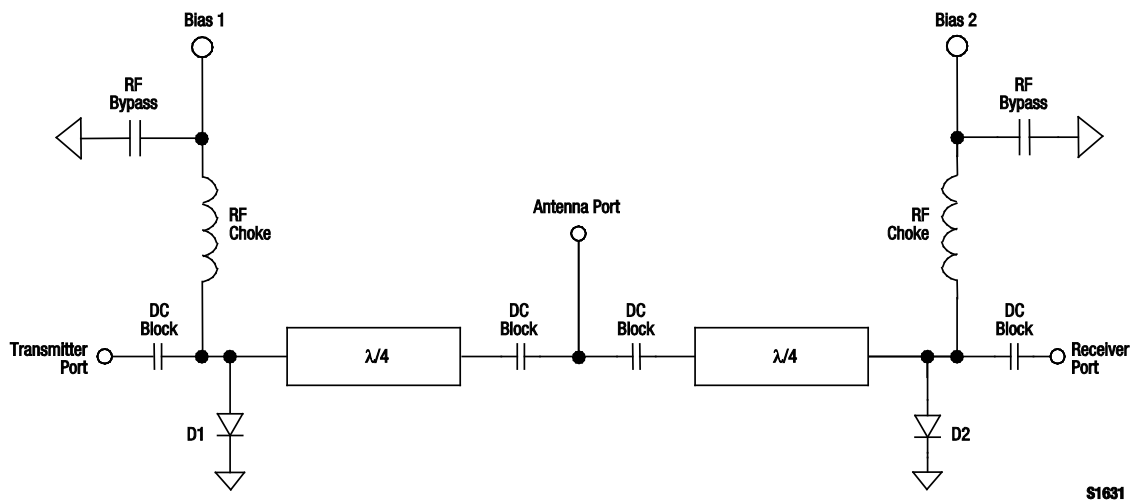 Bias 1
Bias 2
RF
Bypass
RF
Bypass
Antenna Port
RF
Choke
RF
Choke
DC
Block
DC
Block
DC
Block
DC
Block
Transmitter
Port
λ/4
λ/4
Receiver
Port
D1
D2
S1631